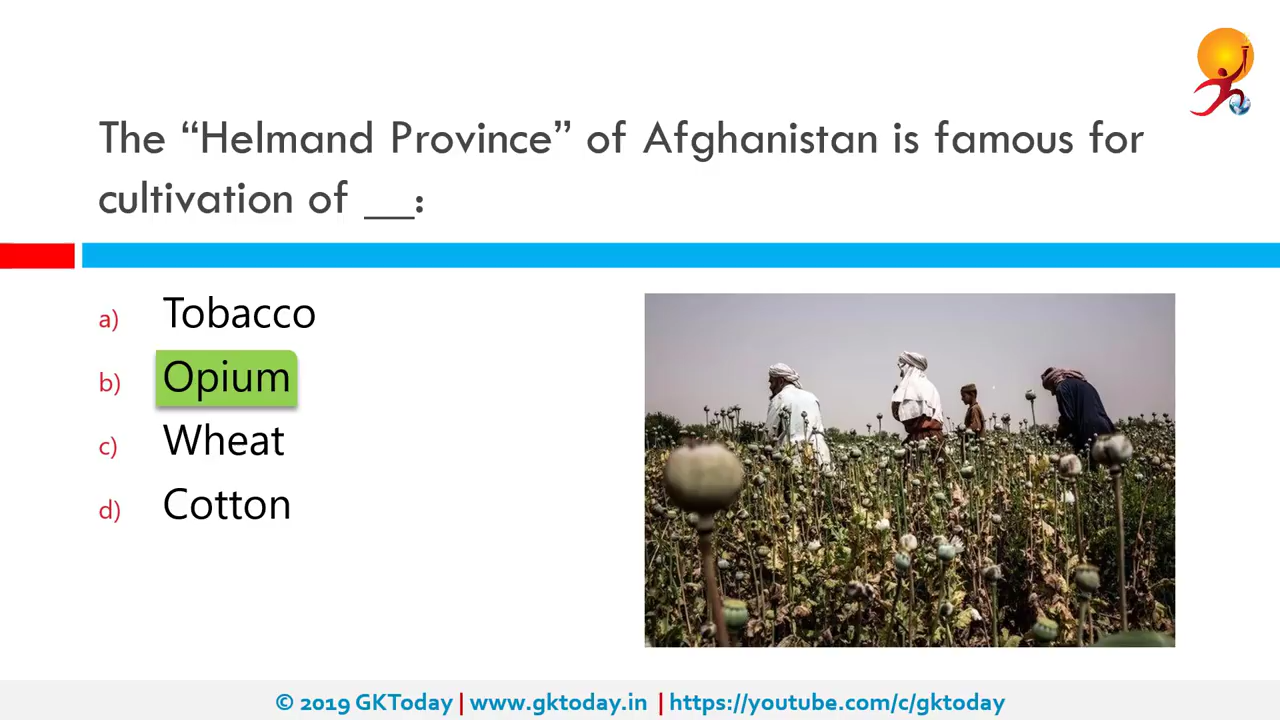 The “Helmand Province” of Afghanistan is famous for
cultivation of __:
a) Tobacco
b) Opium
c) Wheat
d) Cotton
© 2019 GKToday | www.gktoday.in | https://youtube.com/c/gktoday